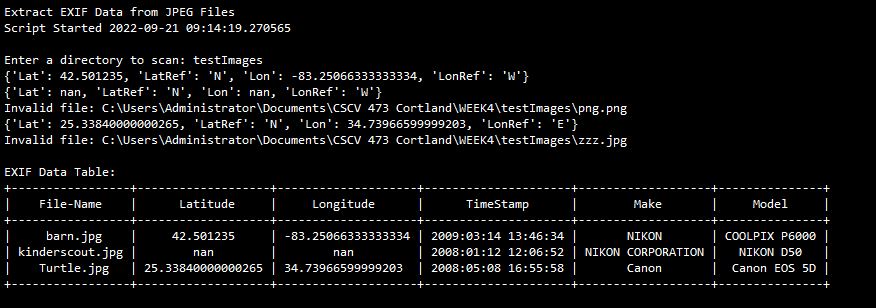 Extract EXIF Data from JPEG Files
Script Started 2022-09-21 09:14:19.270565
Enter a directory to scan: testImages
{'Lat': 42.501235, 'LatRef': 'N', 'Lon': -83.25066333333334, 'LonRef': 'W'}
{'Lat': nan, 'LatRef': 'N', 'Lon': nan, 'LonRef': 'W'}
Invalid file: C:\Users\Administrator\Documents\CSCV 473 Cortland\WEEK4\testImages\png.png
{'Lat': 25.33840000000265, 'LatRef': 'N', 'Lon': 34.73966599999203, 'LonRef': 'E'}
Invalid file: C:\Users\Administrator\Documents\CSCV 473 Cortland\WEEK4\testImages\zzz.jpg
EXIF Data Table:
+-----------------+-------------------+--------------------+---------------------+-------------------+---------------+
| File-Name | Latitude | Longitude | TimeStamp | Make | Model |
+-----------------+-------------------+--------------------+---------------------+-------------------+---------------+
| barn.jpg | 42.501235 | -83.25066333333334 | 2009:03:14 13:46:34 | NIKON | COOLPIX P6000 |
| kinderscout.jpg | nan | nan | 2008:01:12 12:06:52 | NIKON CORPORATION | NIKON D50 |
| Turtle.jpg | 25.33840000000265 | 34.73966599999203 | 2008:05:08 16:55:58 | Canon | Canon EOS 5D |
+-----------------+-------------------+--------------------+---------------------+-------------------+---------------+